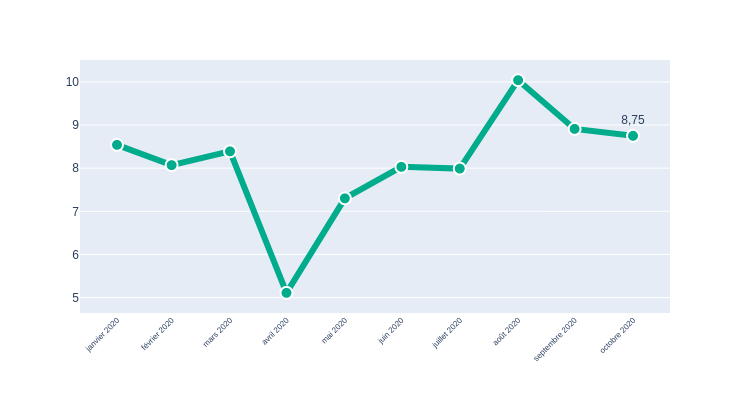 10
9
8
7
6
5
8,75
janvier 2020
février 2020
mars 2020
avril 2020
mai 2020
juin 2020
juillet 2020
août 2020
septembre 2020
octobre 2020